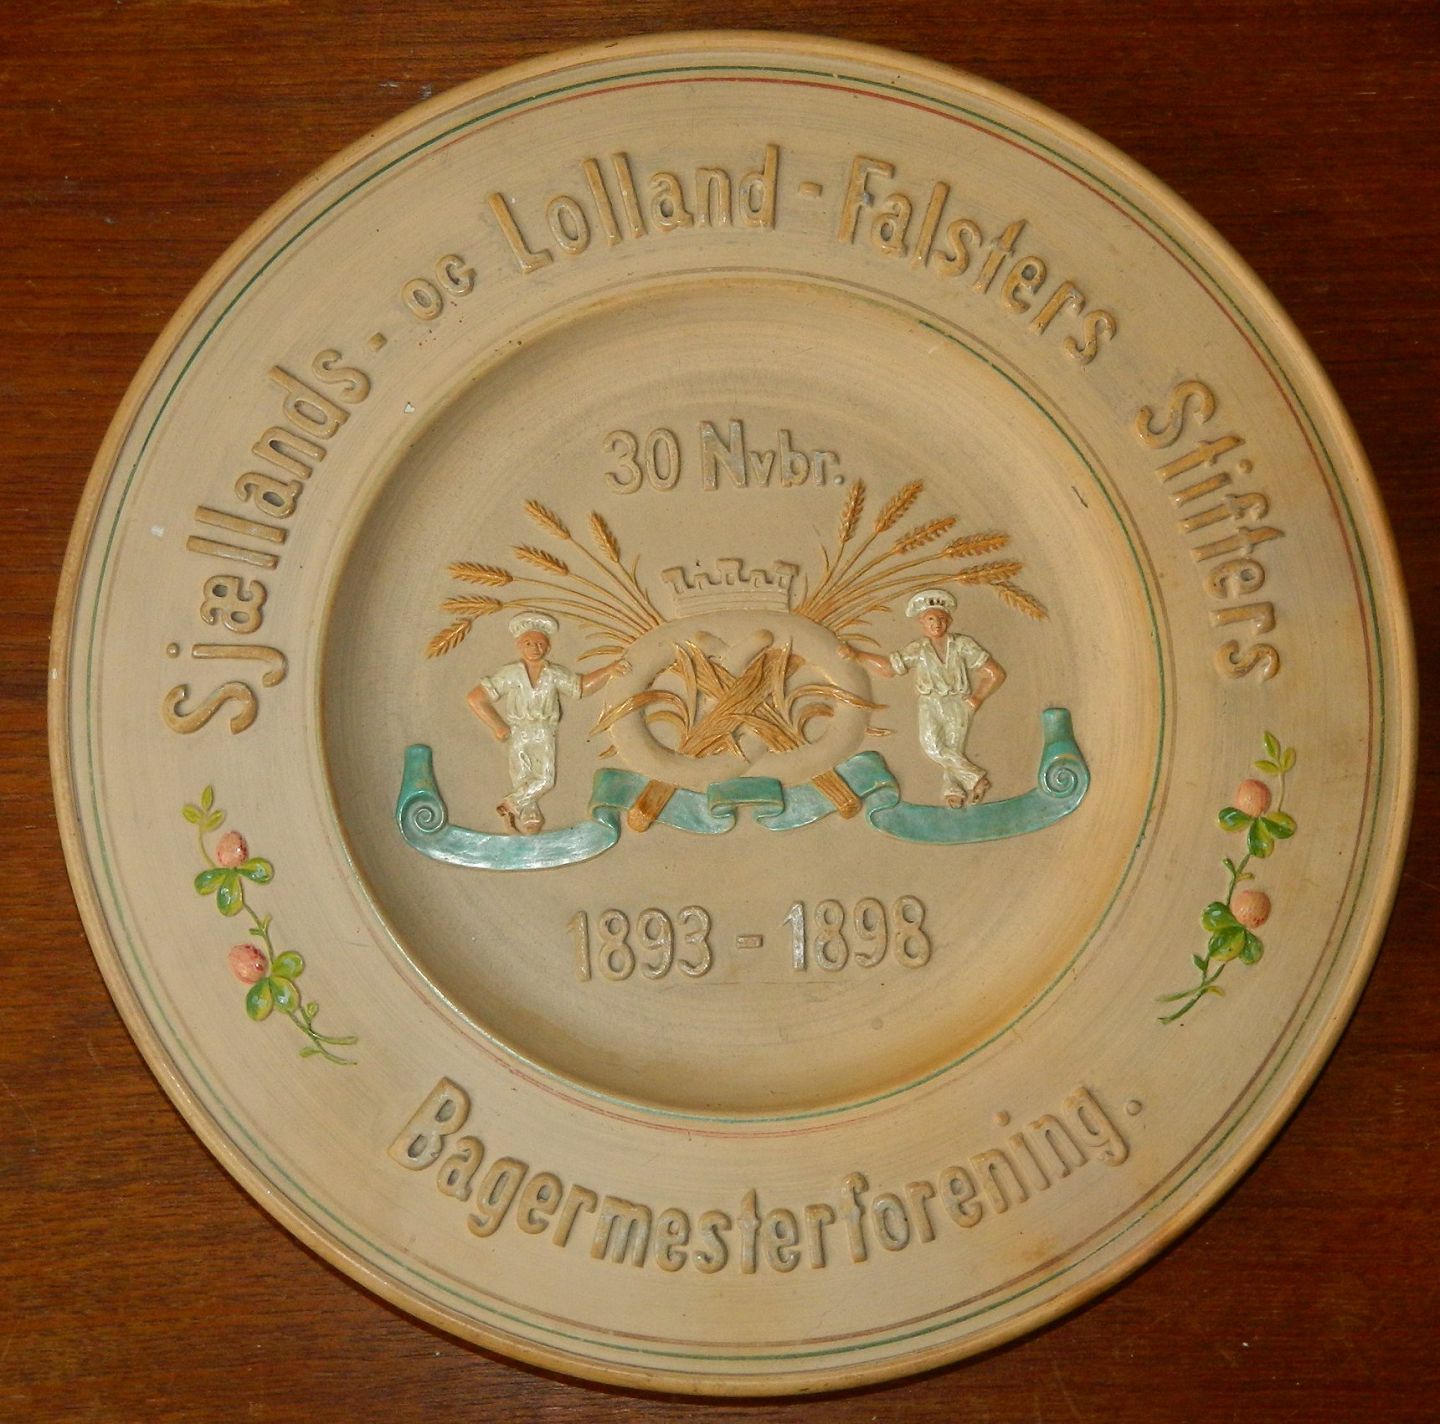 Sjællands- og Lolland-Falsters Stifters
30 Nvbr.
1893 - 1898
Bagermesterforening.